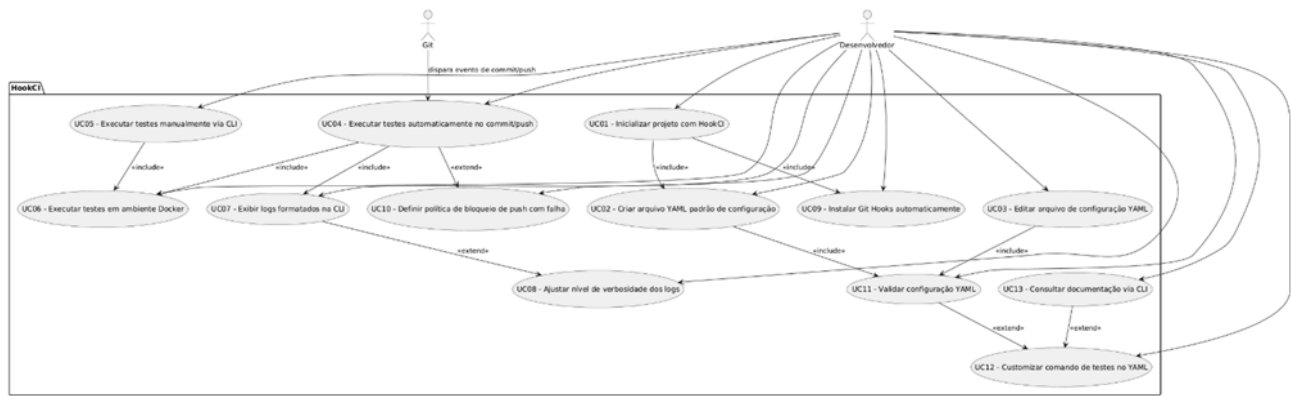 Git
Desenvolvedor
dispara evento de commit/push
HookCI
UC05 - Executar testes manualmente via CLI
UC04 - Executar testes automaticamente no commit/push
UC01 - Inicializar projeto com HookCI
«include»
«include»
«include»
«extend»
«include»
«include»
UC06 - Executar testes em ambiente Docker
UC07 - Exibir logs formatados na CLI
UC10 - Definir política de bloqueio de push com falha
UC02 - Criar arquivo YAML padrão de configuração
UC09 - Instalar Git Hooks automaticamente
UC03 - Editar arquivo de configuração YAML
«extend»
«include»
«include»
UC08 - Ajustar nível de verbosidade dos logs
UC11 - Validar configuração YAML
UC13 - Consultar documentação via CLI
«extend»
«extend»
UC12 - Customizar comando de testes no YAML